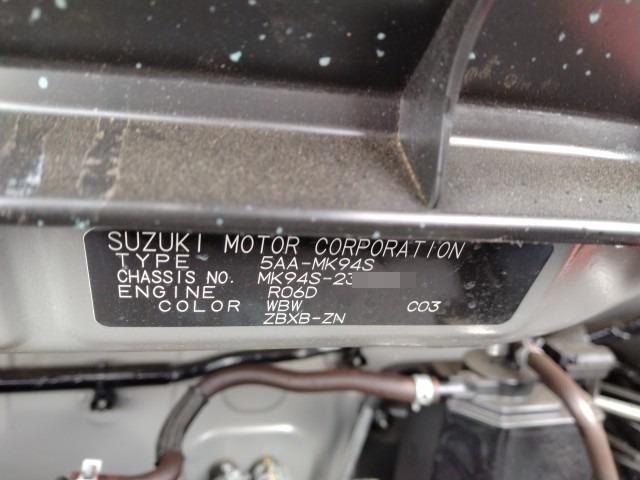 SUZUKI MOTOR CORPORATION
TYPE 5AA-MK94S
CHASSIS NO. MK94S-23
ENGINE R06D
COLOR WBW C03
ZBXB-ZN